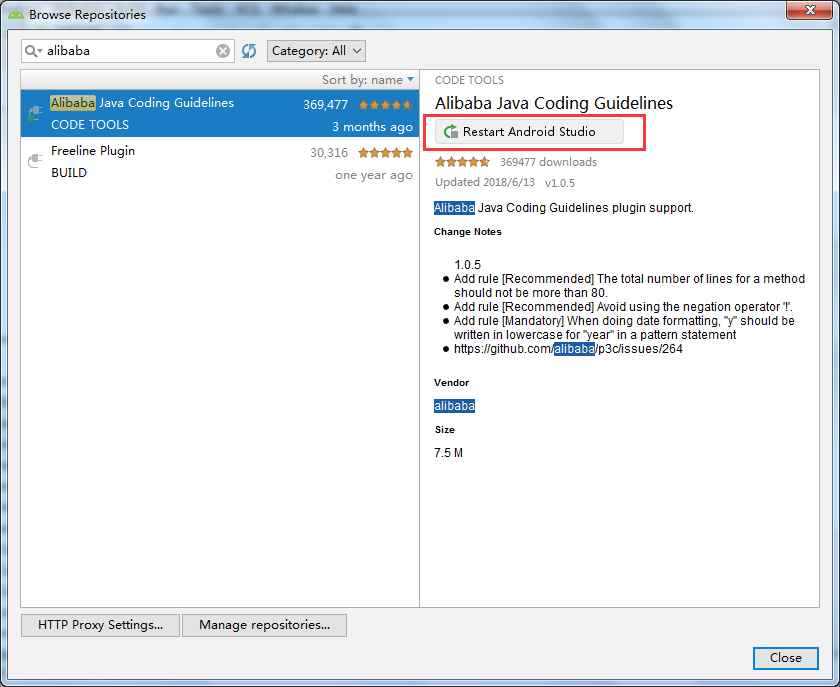 Browse Repositories
alibaba
Category: All
Sort by: name
Alibaba Java Coding Guidelines
369,477
CODE TOOLS
3 months ago
Freeline Plugin
30,316
BUILD
one year ago
CODE TOOLS
Alibaba Java Coding Guidelines
Restart Android Studio
369477 downloads
Updated 2018/6/13 v1.0.5
Alibaba Java Coding Guidelines plugin support.
Change Notes
1.0.5
● Add rule [Recommended] The total number of lines for a method
should not be more than 80.
● Add rule [Recommended] Avoid using the negation operator '!'.
● Add rule [Mandatory] When doing date formatting, "y" should be
written in lowercase for "year" in a pattern statement
● https://github.com/alibaba/p3c/issues/264
Vendor
alibaba
Size
7.5 M
HTTP Proxy Settings...
Manage repositories...
Close